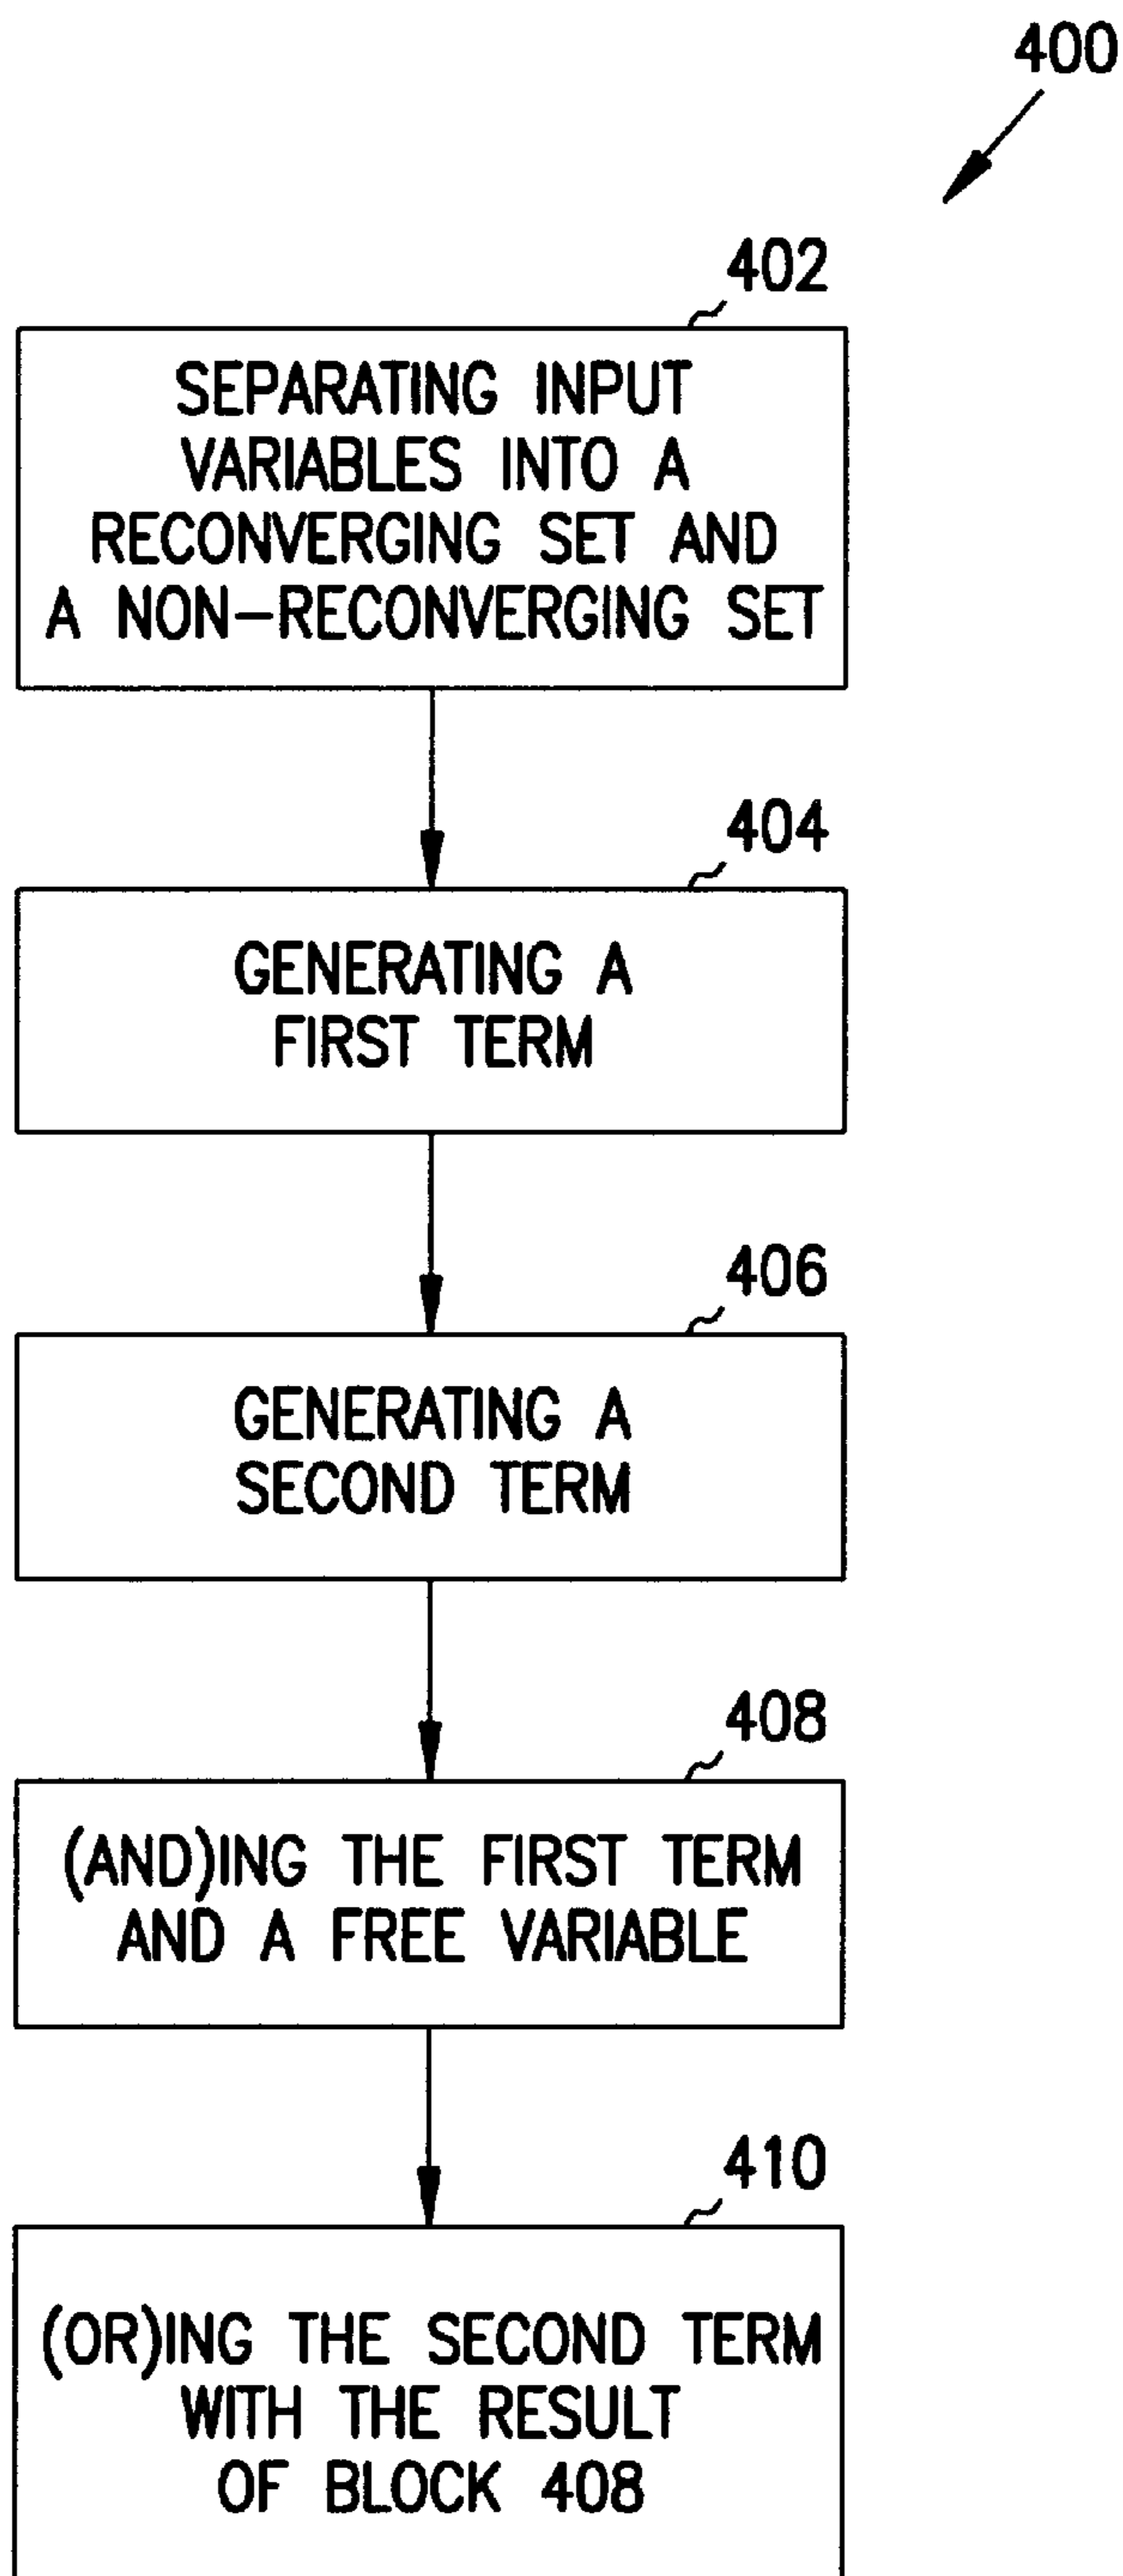 400
402
SEPARATING INPUT
VARIABLES INTO A
RECONVERGING SET AND
A NON-RECONVERGING SET
404
GENERATING A
FIRST TERM
406
GENERATING A
SECOND TERM
408
(AND)ING THE FIRST TERM
AND A FREE VARIABLE
410
(OR)ING THE SECOND TERM
WITH THE RESULT
OF BLOCK 408